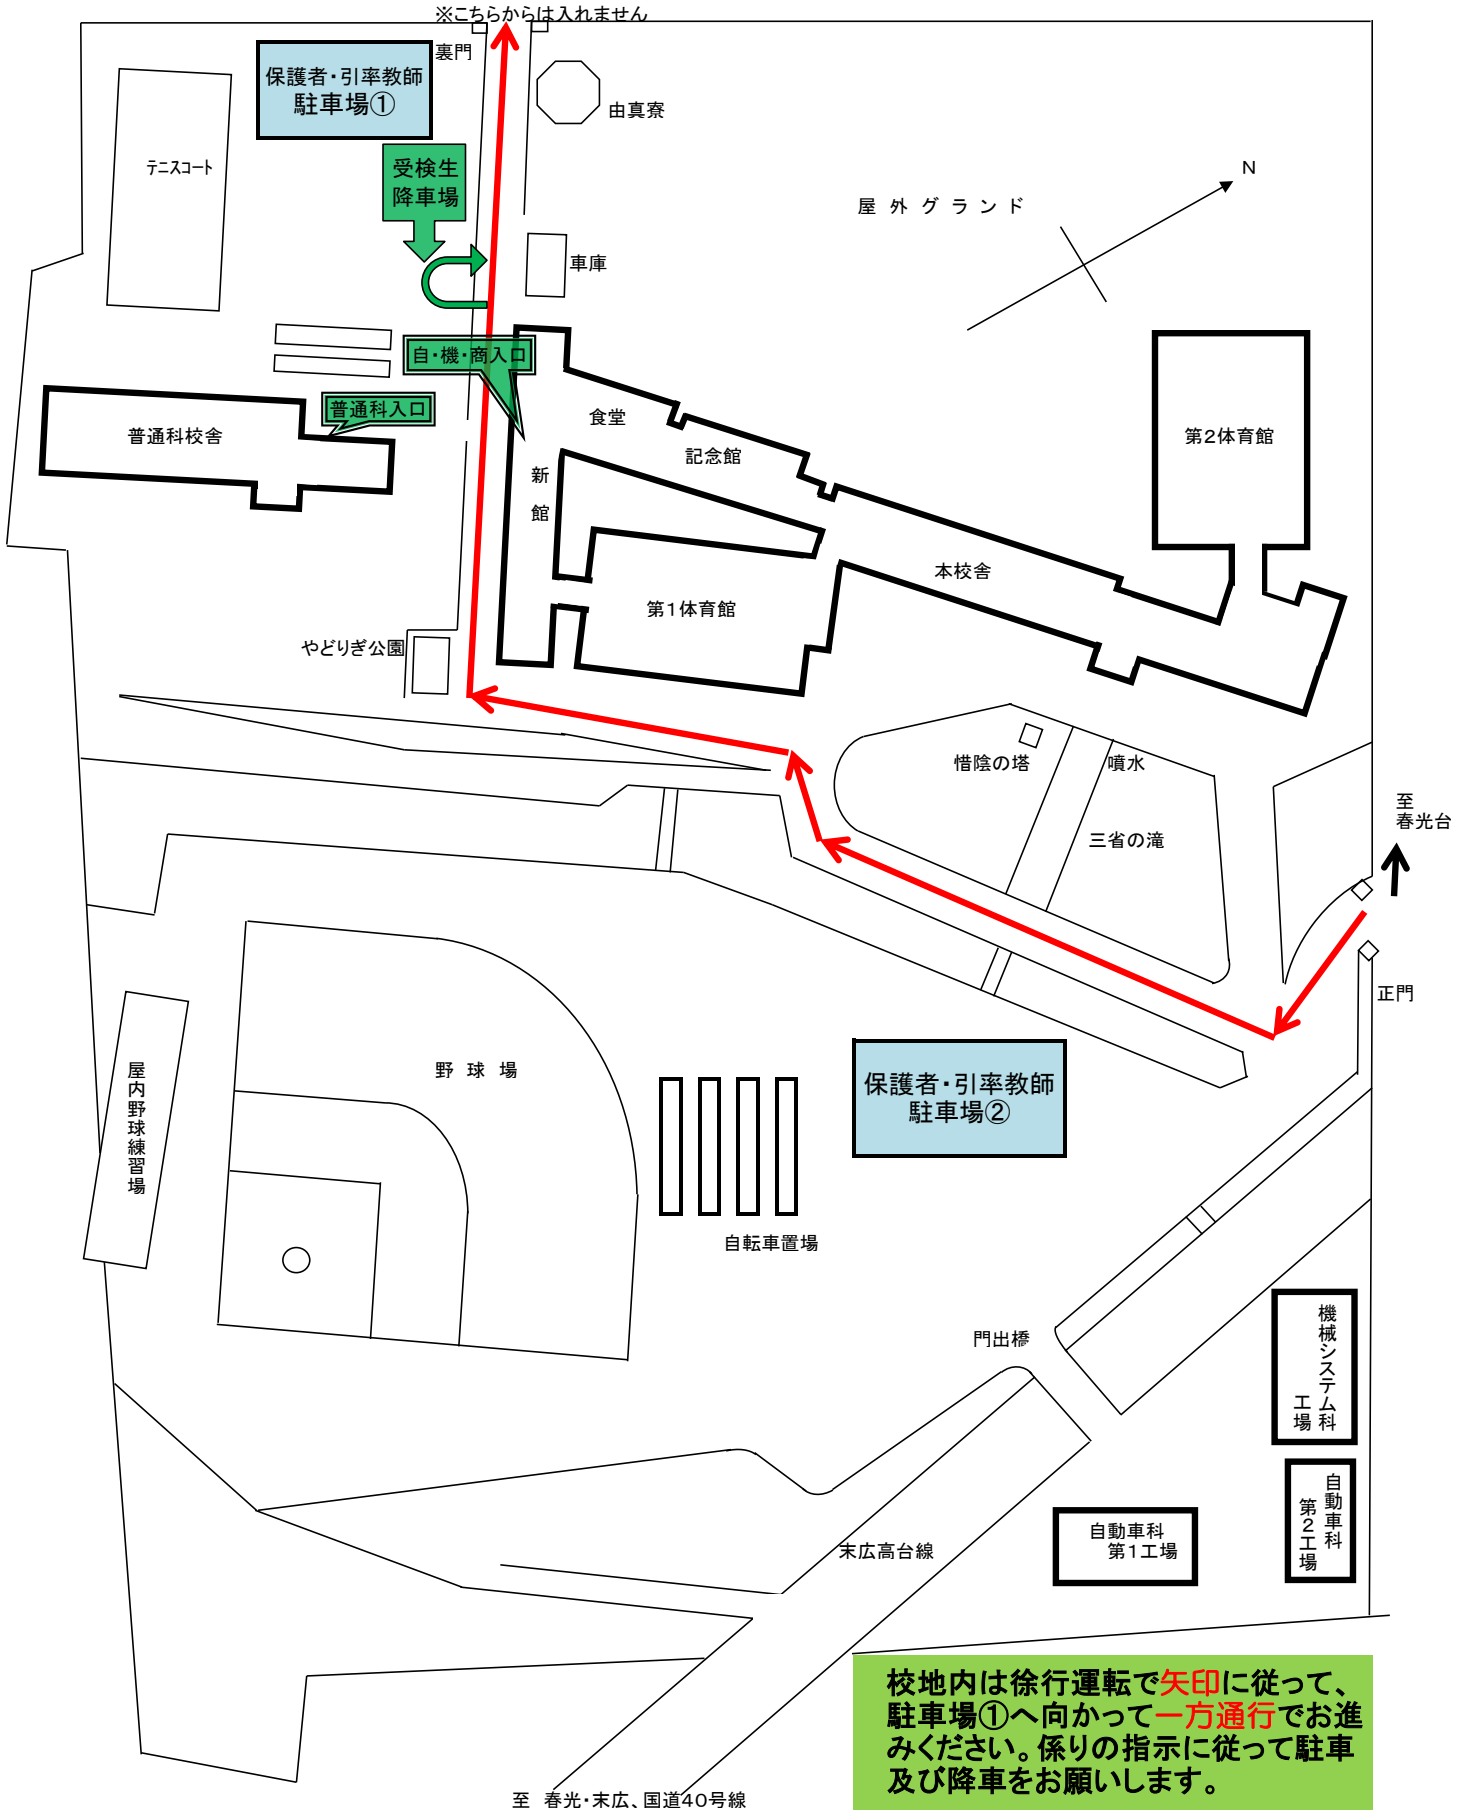 ※こちらからは入れません
裏門
保護者・引率教師
駐車場①
由真寮
テニスコート
受検生
降車場
N
屋外グランド
車庫
自・機・商入口
普通科入口
普通科校舎
食堂
記念館
新館
第2体育館
本校舎
第1体育館
やどりぎ公園
惜陰の塔
噴水
三省の滝
至
春光台
正門
野球場
屋内野球練習場
保護者・引率教師
駐車場②
自転車置場
門出橋
機械システム科
工場
自動車科
第2工場
自動車科
第1工場
末広高台線
校地内は徐行運転で矢印に従って、
駐車場①へ向かって一方通行でお進
みください。係りの指示に従って駐車
及び降車をお願いします。
至 春光・末広、国道40号線